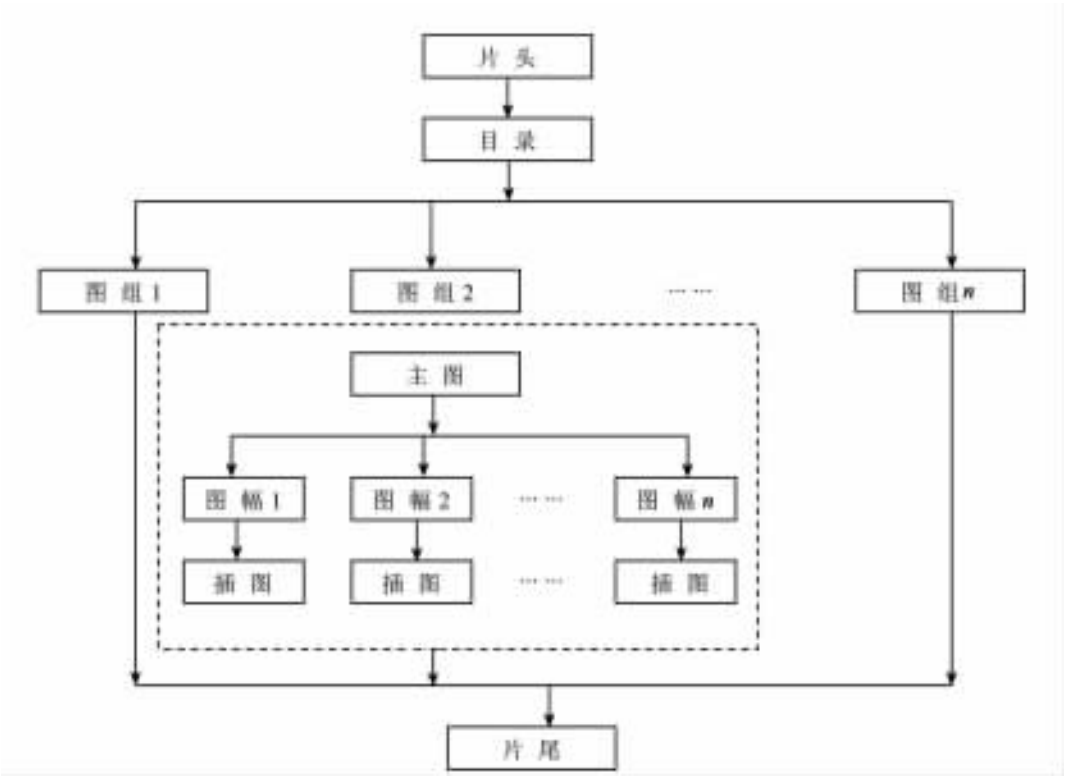 片头
目录
图组1 图组2 …… 图组n
主图
图幅1 图幅2 …… 图幅n
插图 插图 …… 插图
片尾